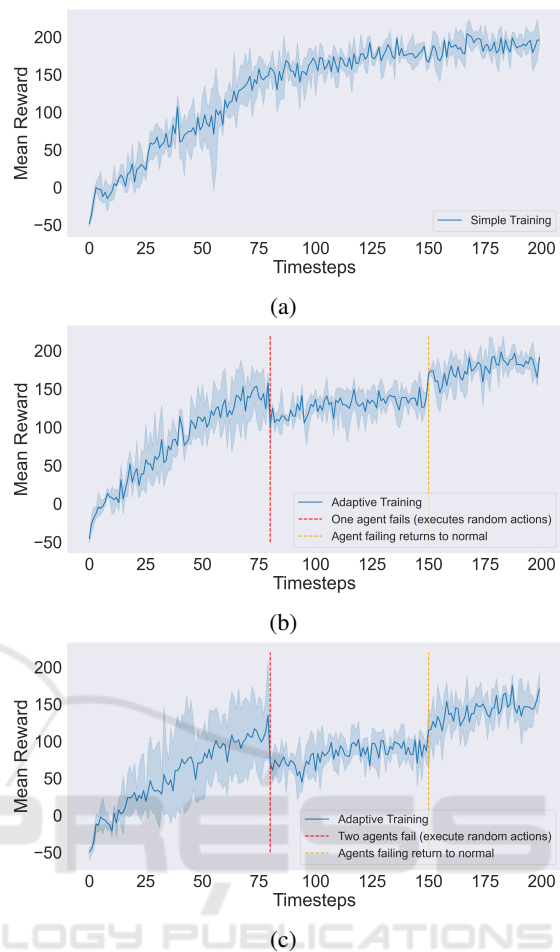 200
150
100
50
0
−50
Mean Reward
Simple Training
0 25 50 75 100 125 150 175 200
Timesteps
(a)
200
150
100
50
0
−50
Mean Reward
Adaptive Training
One agent fails (executes random actions)
Agent failing returns to normal
0 25 50 75 100 125 150 175 200
Timesteps
(b)
200
150
100
50
0
−50
Mean Reward
Adaptive Training
Two agents fail (execute random actions)
Agents failing return to normal
0 25 50 75 100 125 150 175 200
Timesteps
PRESS
LOGY PUBLICATIONS
(c)